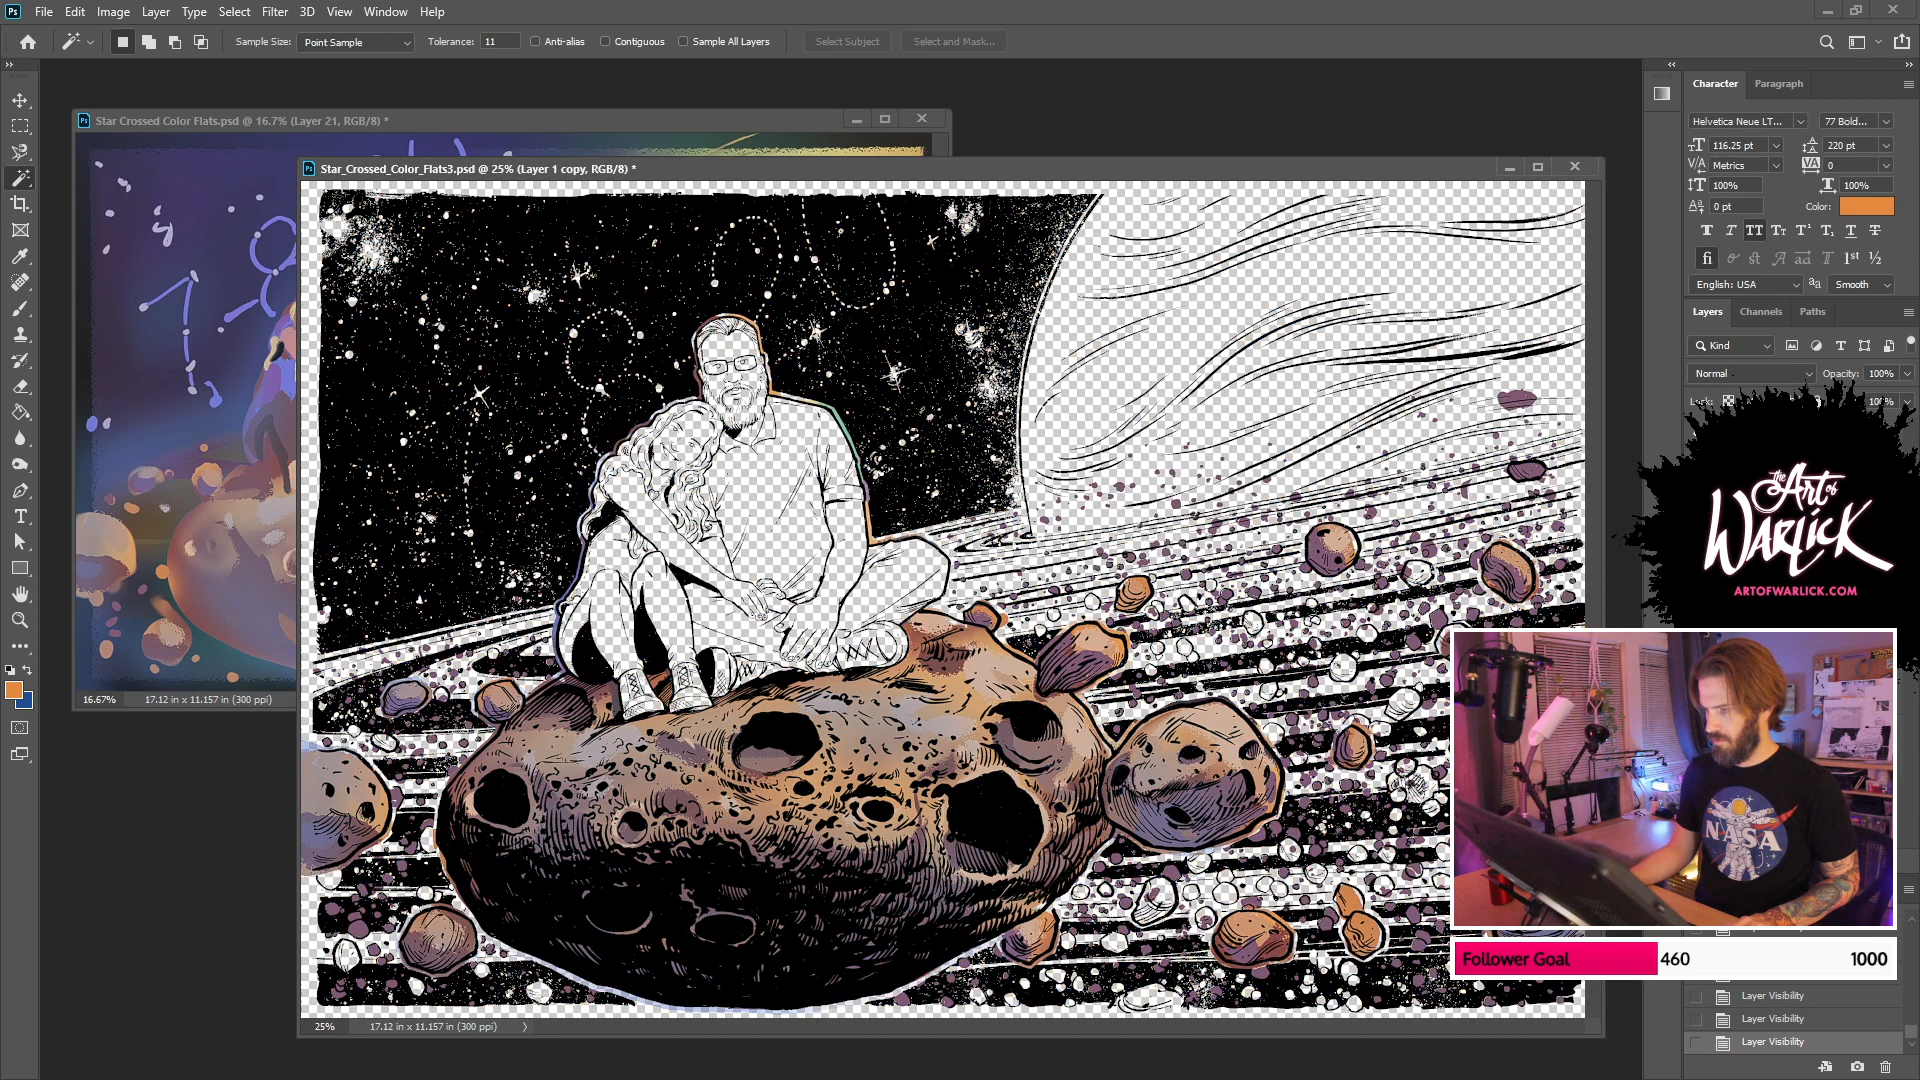 Ps File Edit Image Layer Type Select Filter 3D View Window Help
Sample Size: Point Sample Tolerance: 11 Anti-alias Contiguous Sample All Layers Select Subject Select and Mask...
Character Paragraph
Helvetica Neue LT... 77 Bold...
116.25 pt 220 pt
Metrics 0
100% 100%
0 pt Color:
English: USA Smooth
Layers Channels Paths
Kind
Normal Opacity: 100%
Lock: 100%
Star Crossed Color Flats.psd @ 16.7% (Layer 21, RGB/8) *
Star_Crossed_Color_Flats3.psd @ 25% (Layer 1 copy, RGB/8) *
16.67% 17.12 in x 11.157 in (300 ppi)
25% 17.12 in x 11.157 in (300 ppi)
the Art of
Warlick
ARTOFWARLICK.COM
NASA
Follower Goal 460 1000
Layer Visibility
Layer Visibility
Layer Visibility